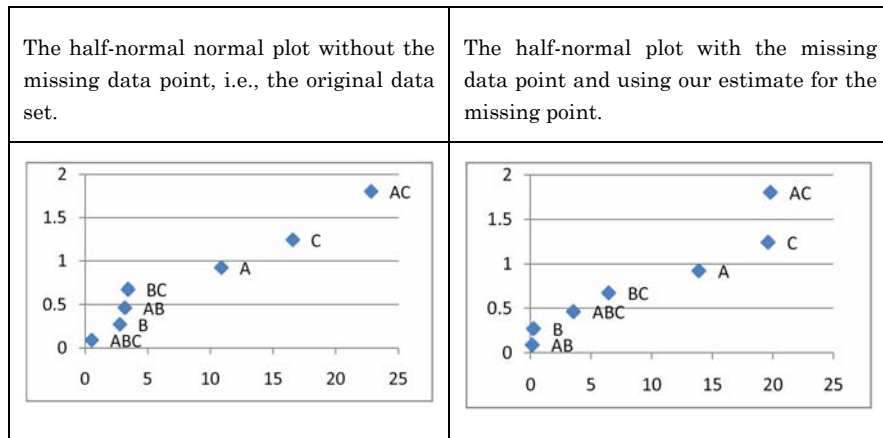 The half-normal normal plot without the
missing data point, i.e., the original data
set.
The half-normal plot with the missing
data point and using our estimate for the
missing point.
2
1.5
1
0.5
0
0
5
10
15
20
25
AC
C
A
BC
AB
B
ABC
2
1.5
1
0.5
0
0
5
10
15
20
25
AC
C
A
BC
ABC
B
AB